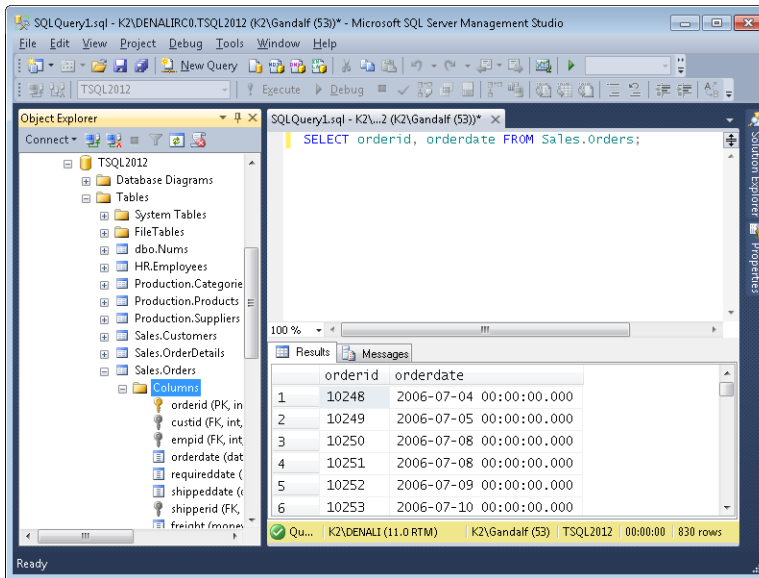 SQLQuery1.sql - K2\DENALIRC0.TSQL2012 (K2\Gandalf (53))* - Microsoft SQL Server Management Studio
File Edit View Project Debug Tools Window Help
New Query
TSQL2012 Execute Debug
Object Explorer
Connect
TSQL2012
Database Diagrams
Tables
System Tables
FileTables
dbo.Nums
HR.Employees
Production.Categorie
Production.Products
Production.Suppliers
Sales.Customers
Sales.OrderDetails
Sales.Orders
Columns
orderid (PK, in
custid (FK, int,
empid (FK, int,
orderdate (dat
requireddate (
shippeddate (
shipperid (FK,
freight (money
SQLQuery1.sql - K2\...2 (K2\Gandalf (53))*
SELECT orderid, orderdate FROM Sales.Orders;
100 %
Results Messages
orderid orderdate
1 10248 2006-07-04 00:00:00.000
2 10249 2006-07-05 00:00:00.000
3 10250 2006-07-08 00:00:00.000
4 10251 2006-07-08 00:00:00.000
5 10252 2006-07-09 00:00:00.000
6 10253 2006-07-10 00:00:00.000
Qu... K2\DENALI (11.0 RTM) K2\Gandalf (53) TSQL2012 00:00:00 830 rows
Solution Explorer
Properties
Ready